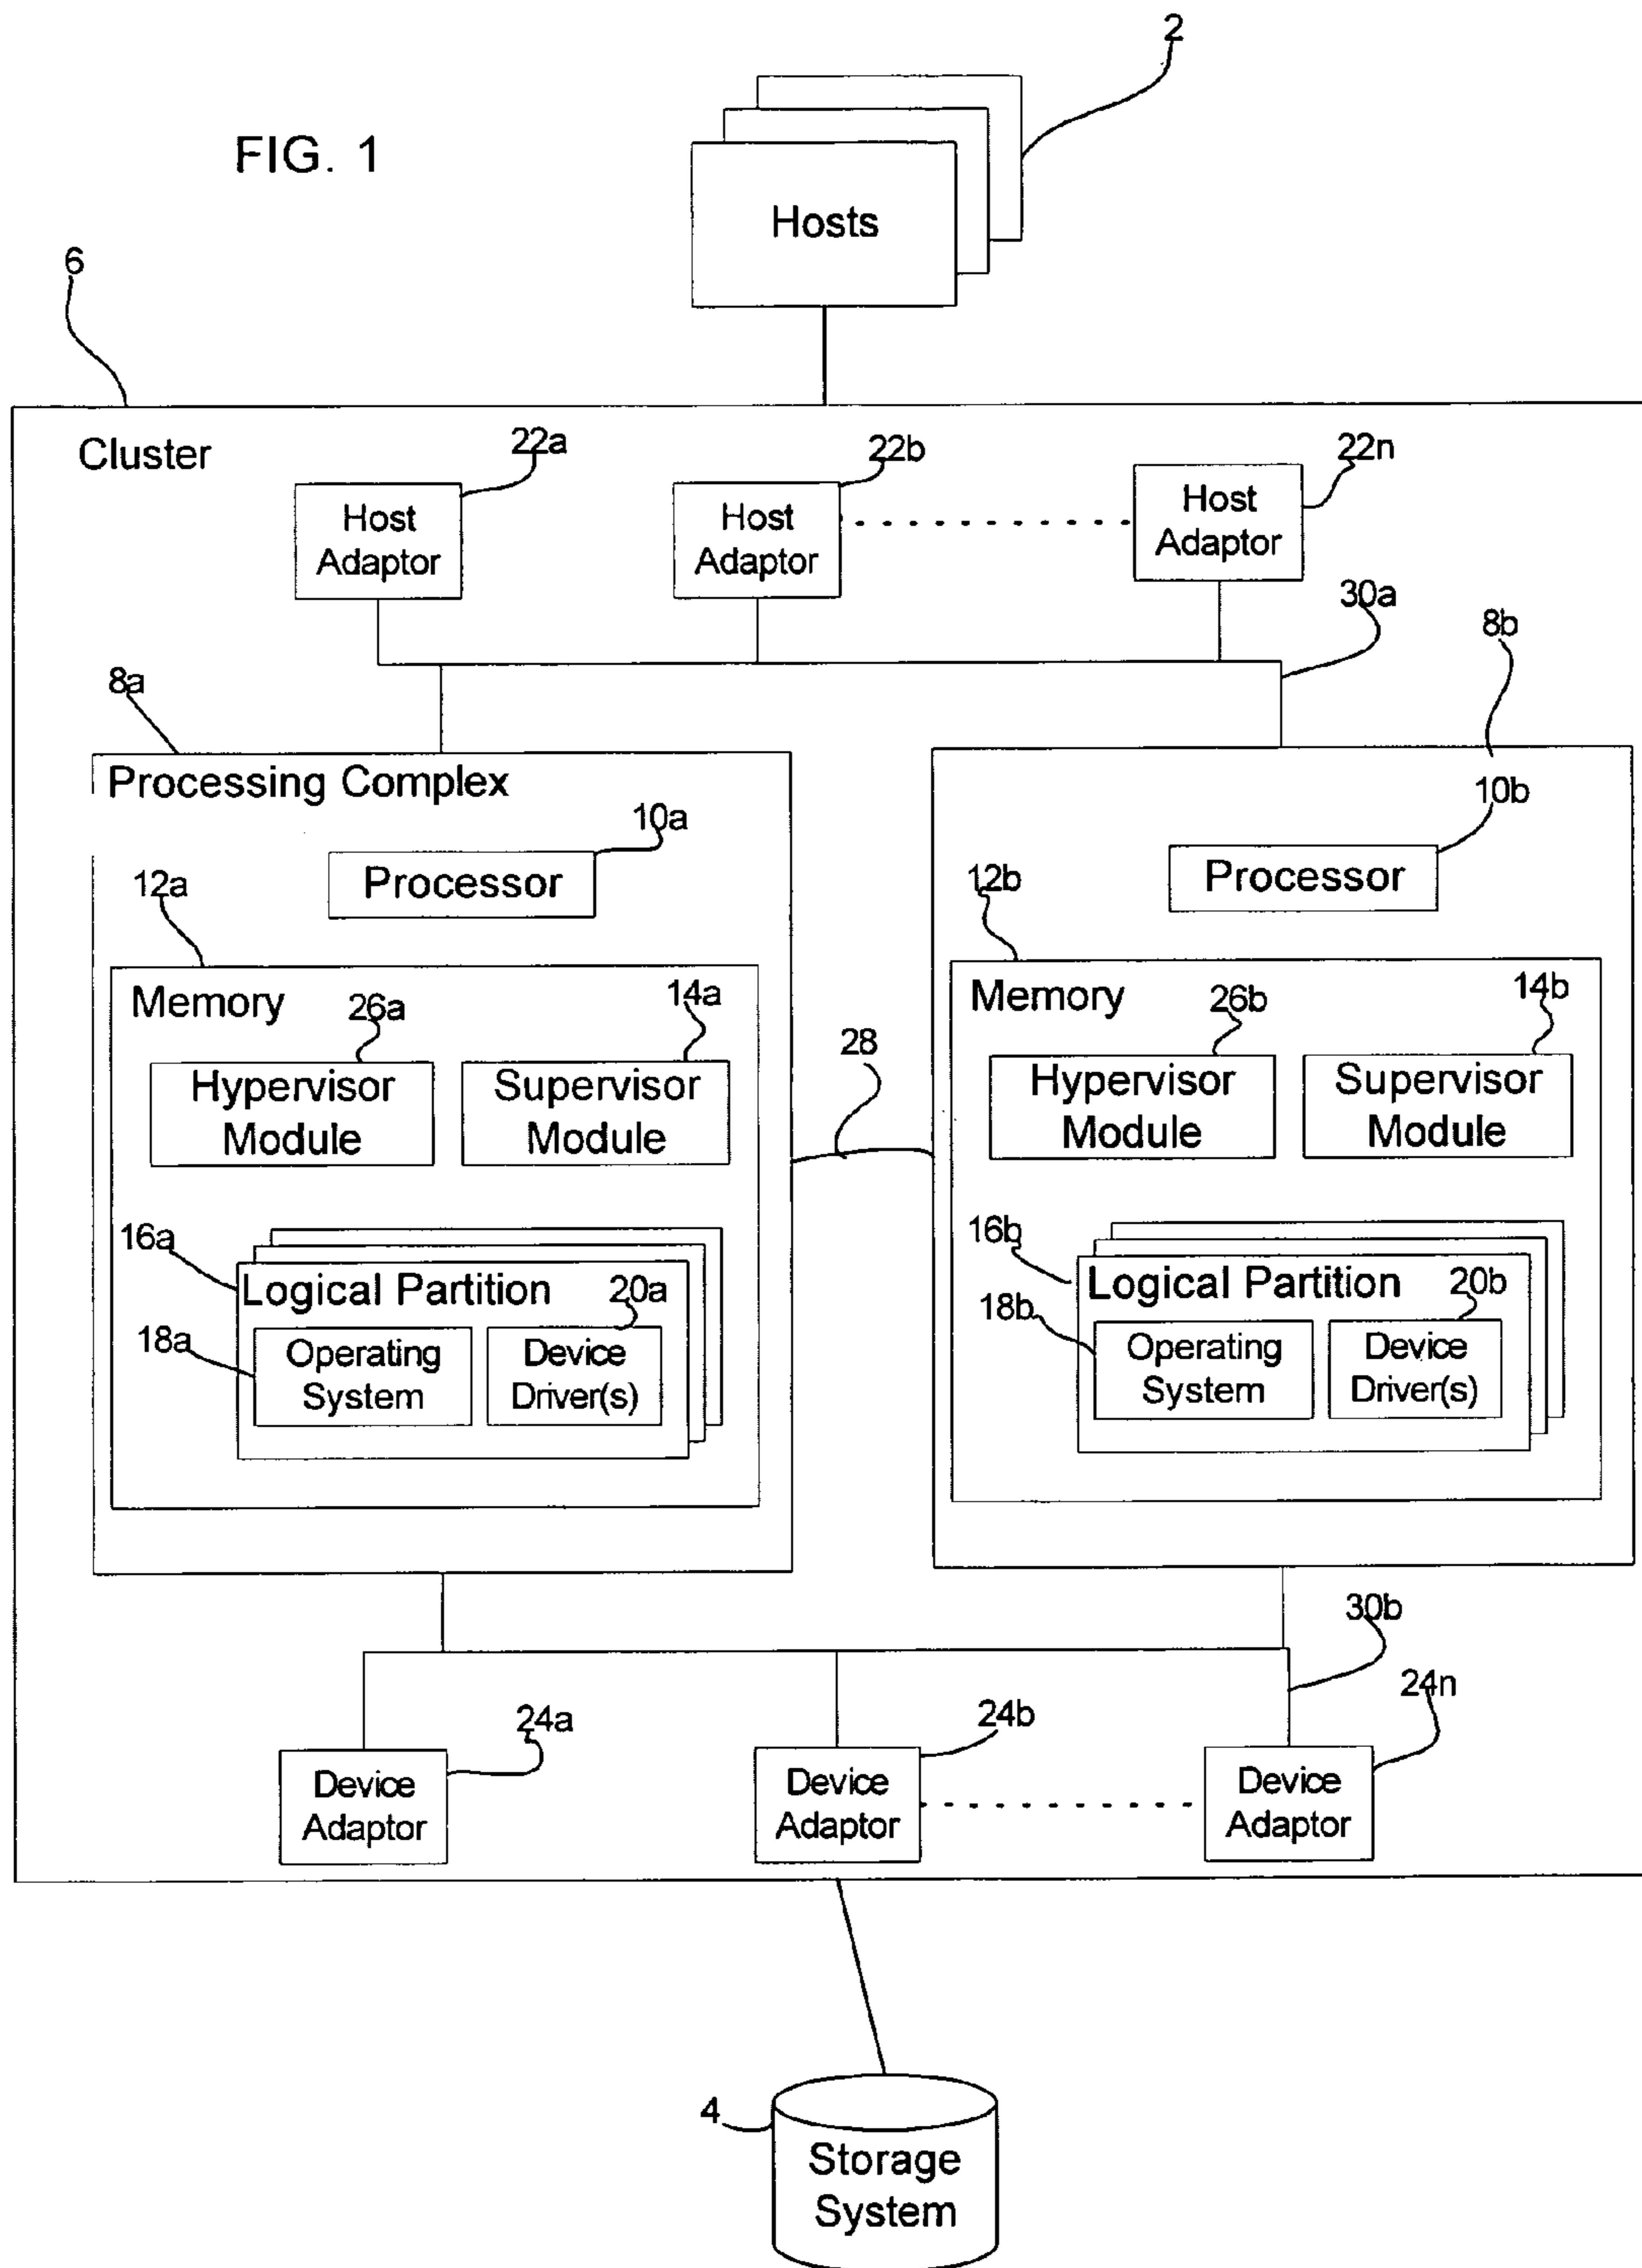 2
FIG. 1
Hosts
6
Cluster
22a
22b
22n
Host
Adaptor
Host
Adaptor
Host
Adaptor
30a
8b
8a
Processing Complex
10a
10b
Processor
Processor
12a
12b
Memory
26a
14a
Memory
26b
14b
Hypervisor
Module
Supervisor
Module
28
Hypervisor
Module
Supervisor
Module
16a
Logical Partition
20a
18a
Operating
System
Device
Driver(s)
16b
Logical Partition
20b
18b
Operating
System
Device
Driver(s)
30b
24a
24b
24n
Device
Adaptor
Device
Adaptor
Device
Adaptor
4
Storage
System